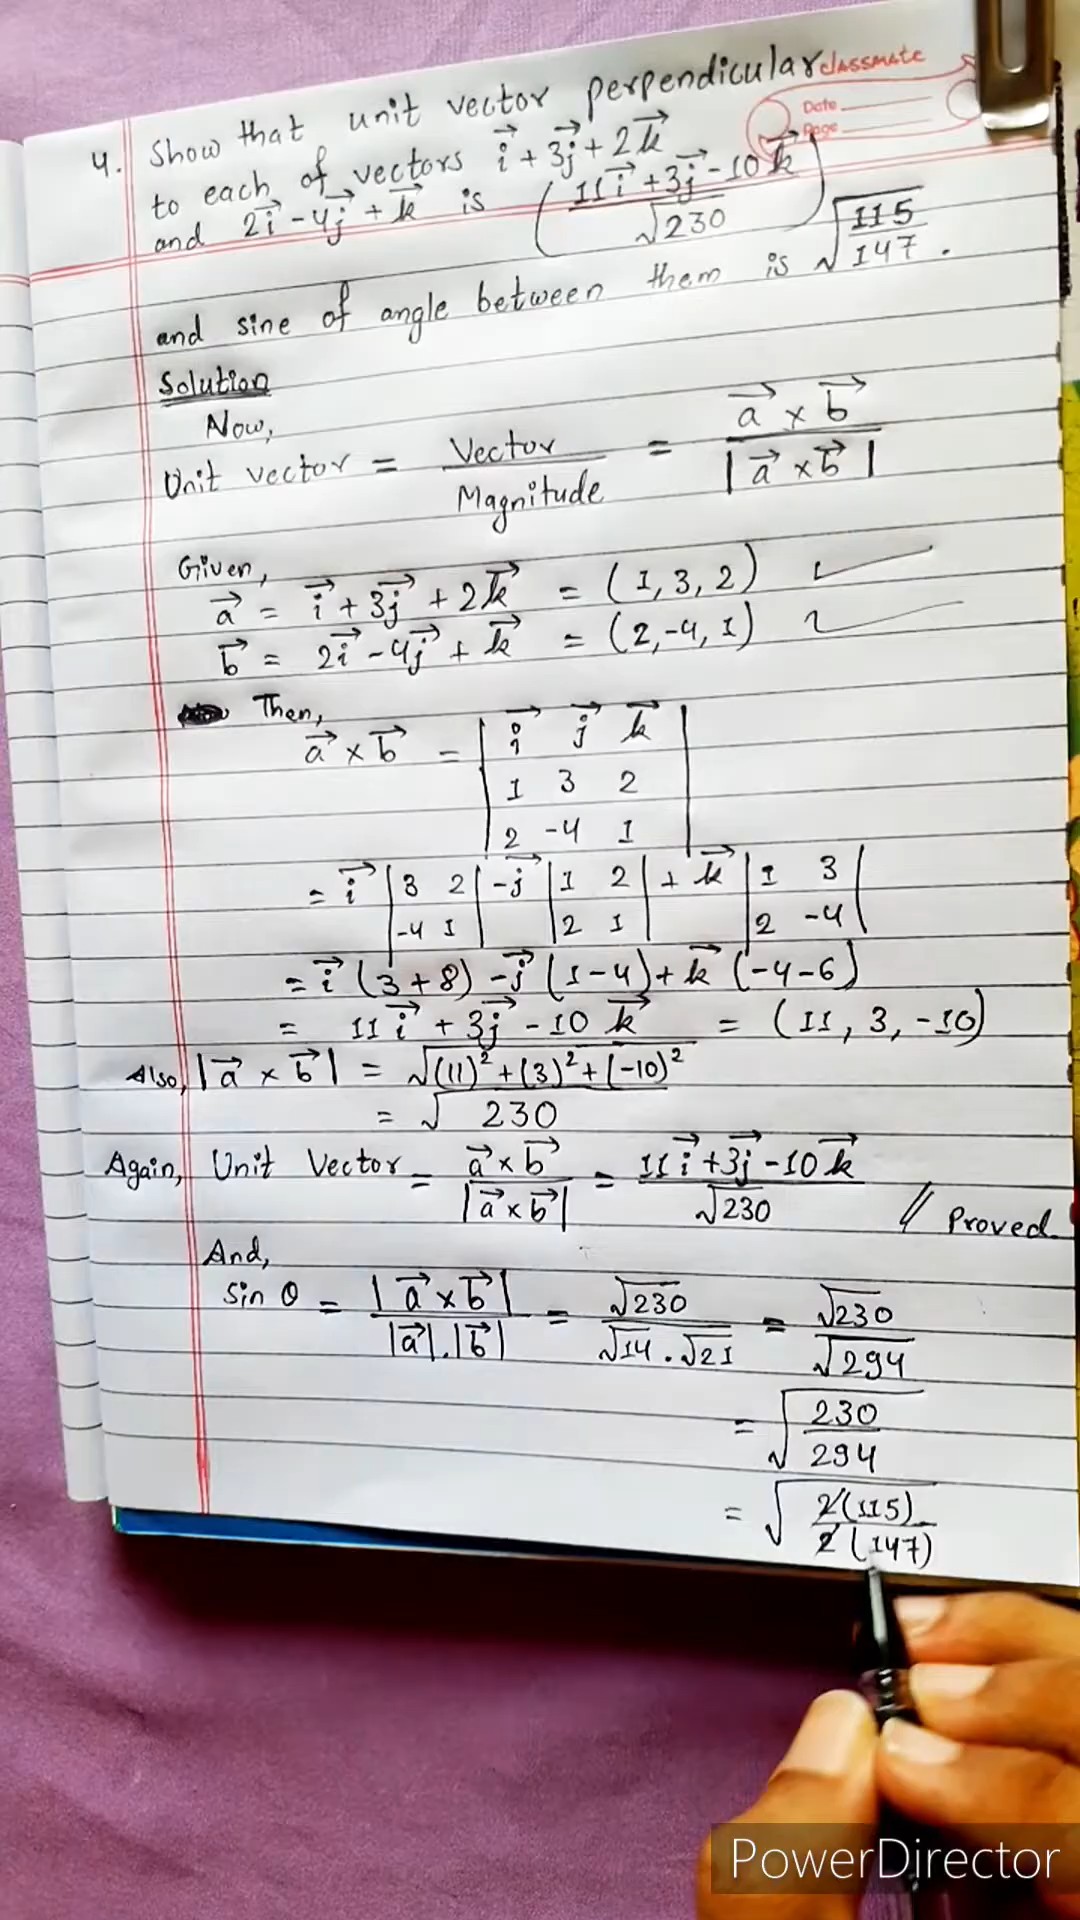 classmate
Date
Page
4. Show that unit vector perpendicular
to each of vectors i⃗ + 3j⃗ + 2k⃗
and 2i⃗ - 4j⃗ + k⃗ is (11i⃗ + 3j⃗ - 10k⃗ / √230)
and sine of angle between them is √(115/147) .
Solution
Now,
Unit vector = Vector / Magnitude = a⃗ × b⃗ / |a⃗ × b⃗|
Given,
a⃗ = i⃗ + 3j⃗ + 2k⃗ = (1, 3, 2)
b⃗ = 2i⃗ - 4j⃗ + k⃗ = (2, -4, 1)
Then,
a⃗ × b⃗ = | i⃗ j⃗ k⃗ |
1 3 2
2 -4 1
= i⃗ | 3 2 | - j⃗ | 1 2 | + k⃗ | 1 3 |
-4 1 2 1 2 -4
= i⃗ (3 + 8) - j⃗ (1 - 4) + k⃗ (-4 - 6)
= 11i⃗ + 3j⃗ - 10k⃗ = (11, 3, -10)
Also, |a⃗ × b⃗| = √(11)² + (3)² + (-10)²
= √230
Again, Unit Vector = a⃗ × b⃗ / |a⃗ × b⃗| = 11i⃗ + 3j⃗ - 10k⃗ / √230 // Proved
And,
Sin θ = |a⃗ × b⃗| / |a⃗|.|b⃗| = √230 / √14 . √21 = √230 / √294
= √(230/294)
= √(2(115)/2(147))
PowerDirector